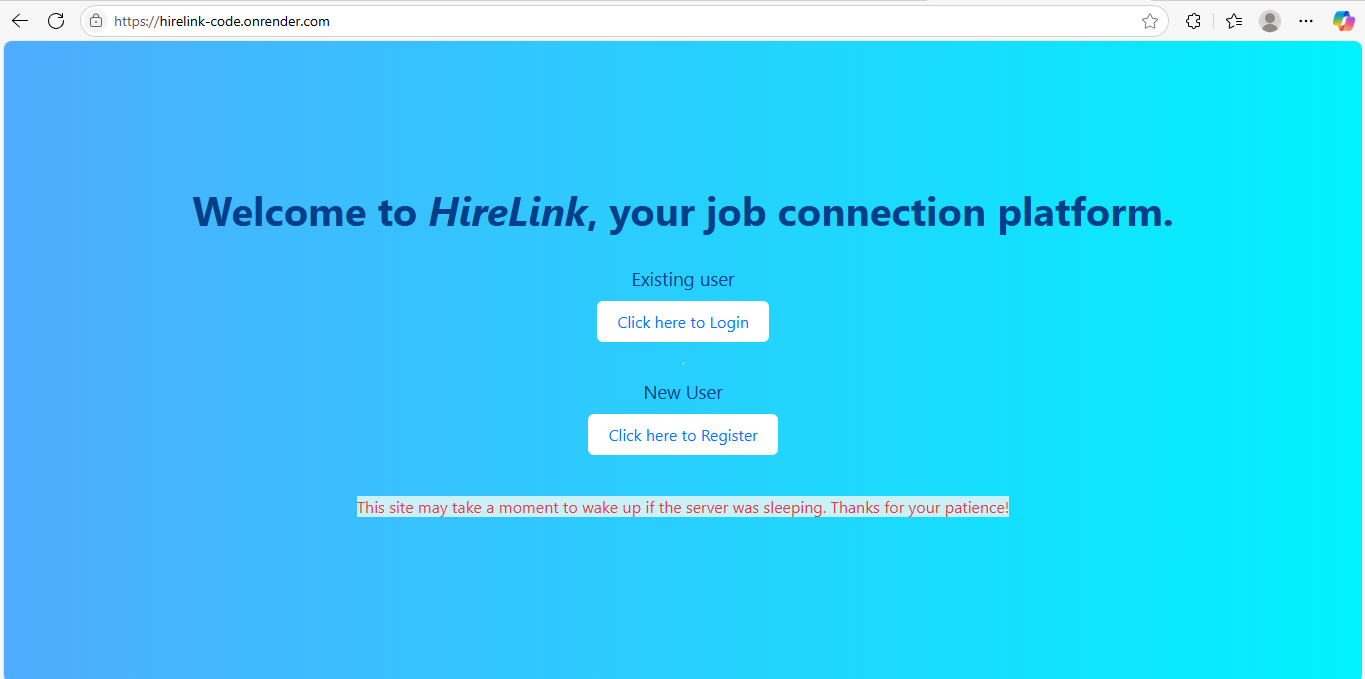 https://hirelink-code.onrender.com
Welcome to HireLink, your job connection platform.
Existing user
Click here to Login
.
New User
Click here to Register
This site may take a moment to wake up if the server was sleeping. Thanks for your patience!